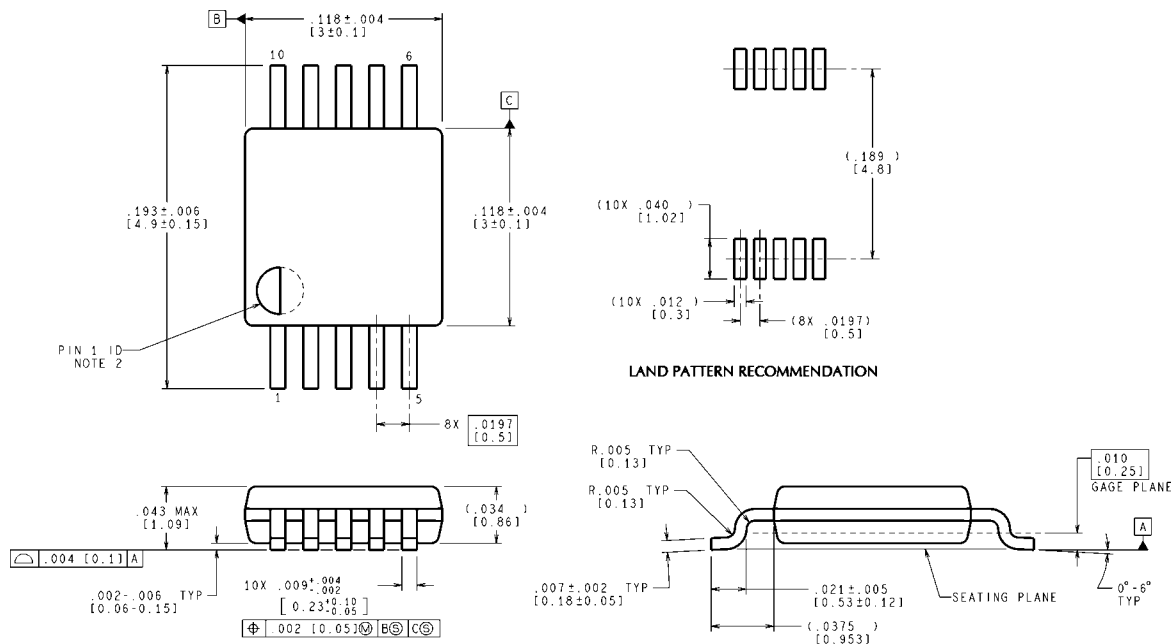 B
.118±.004
[3±0.1]
10
6
C
.193±.006
[4.9±0.15]
.118±.004
[3±0.1]
PIN 1 ID
NOTE 2
1
5
8X .0197
[0.5]
(.189 )
[4.8]
(10X .040 )
[1.02]
(10X .012 )
[0.3]
(8X .0197)
[0.5]
LAND PATTERN RECOMMENDATION
.043 MAX
[1.09]
(.034 )
[0.86]
⌓ .004 [0.1] A
.002-.006 TYP
[0.06-0.15]
10X .009 +.004 -.002
[ 0.23 +0.10 -0.05 ]
⌖ .002 [0.05]Ⓜ BⓈ CⓈ
R.005 TYP
[0.13]
R.005 TYP
[0.13]
.010
[0.25]
GAGE PLANE
A
.007±.002 TYP
[0.18±0.05]
.021±.005
[0.53±0.12]
(.0375 )
[0.953]
SEATING PLANE
0°-6°
TYP